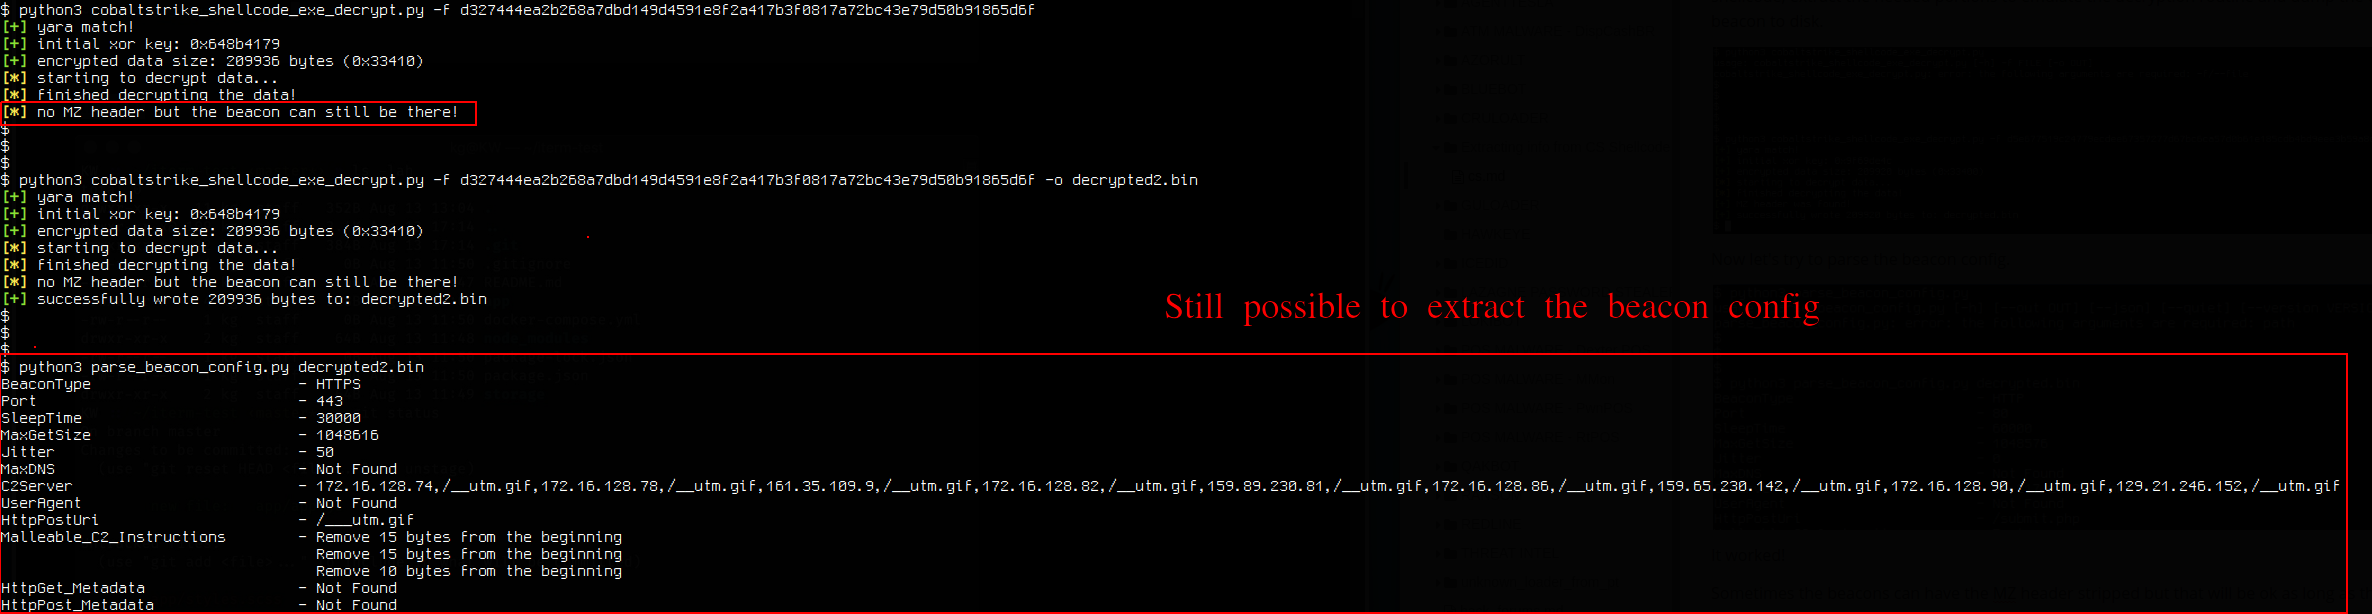 $ python3 cobaltstrike_shellcode_exe_decrypt.py -f d327444ea2b268a7dbd149d4591e8f2a417b3f0817a72bc43e79d50b91865d6f
[+] yara match!
[+] initial xor key: 0x648b4179
[+] encrypted data size: 209936 bytes (0x33410)
[*] starting to decrypt data...
[*] finished decrypting the data!
[*] no MZ header but the beacon can still be there!
$
$
$
$ python3 cobaltstrike_shellcode_exe_decrypt.py -f d327444ea2b268a7dbd149d4591e8f2a417b3f0817a72bc43e79d50b91865d6f -o decrypted2.bin
[+] yara match!
[+] initial xor key: 0x648b4179
[+] encrypted data size: 209936 bytes (0x33410)
[*] starting to decrypt data...
[*] finished decrypting the data!
[*] no MZ header but the beacon can still be there!
[+] successfully wrote 209936 bytes to: decrypted2.bin
Still possible to extract the beacon config
$
$
$
$ python3 parse_beacon_config.py decrypted2.bin
BeaconType - HTTPS
Port - 443
SleepTime - 30000
MaxGetSize - 1048616
Jitter - 50
MaxDNS - Not Found
C2Server - 172.16.128.74,/__utm.gif,172.16.128.78,/__utm.gif,161.35.109.9,/__utm.gif,172.16.128.82,/__utm.gif,159.89.230.81,/__utm.gif,172.16.128.86,/__utm.gif,159.65.230.142,/__utm.gif,172.16.128.90,/__utm.gif,129.21.246.152,/__utm.gif
UserAgent - Not Found
HttpPostUri - /___utm.gif
Malleable_C2_Instructions - Remove 15 bytes from the beginning
Remove 15 bytes from the beginning
Remove 10 bytes from the beginning
HttpGet_Metadata - Not Found
HttpPost_Metadata - Not Found